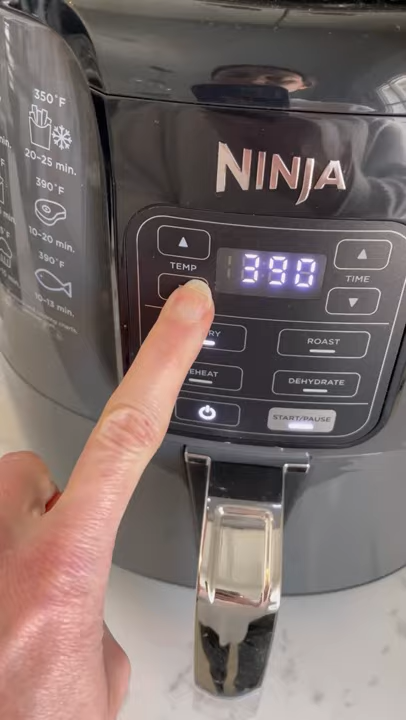 350°F
20-25 min.
390°F
10-20 min.
390°F
10-13 min.
NINJA
TEMP
390
TIME
ROAST
DEHYDRATE
START/PAUSE